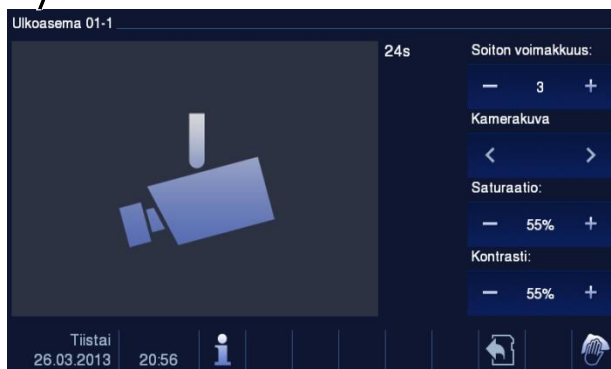 Ulkoasema 01-1
24s
Soiton voimakkuus:
− 3 +
Kamerakuva
< >
Saturaatio:
− 55% +
Kontrasti:
− 55% +
Tiistai
26.03.2013 20:56